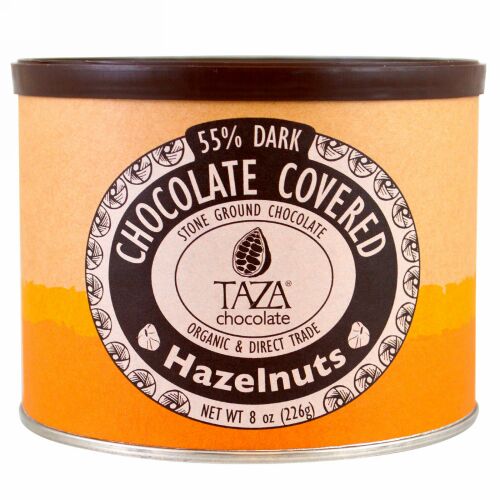 55% DARK
CHOCOLATE COVERED
STONE GROUND CHOCOLATE
TAZA®
chocolate
ORGANIC & DIRECT TRADE
Hazelnuts
NET WT 8 oz (226g)